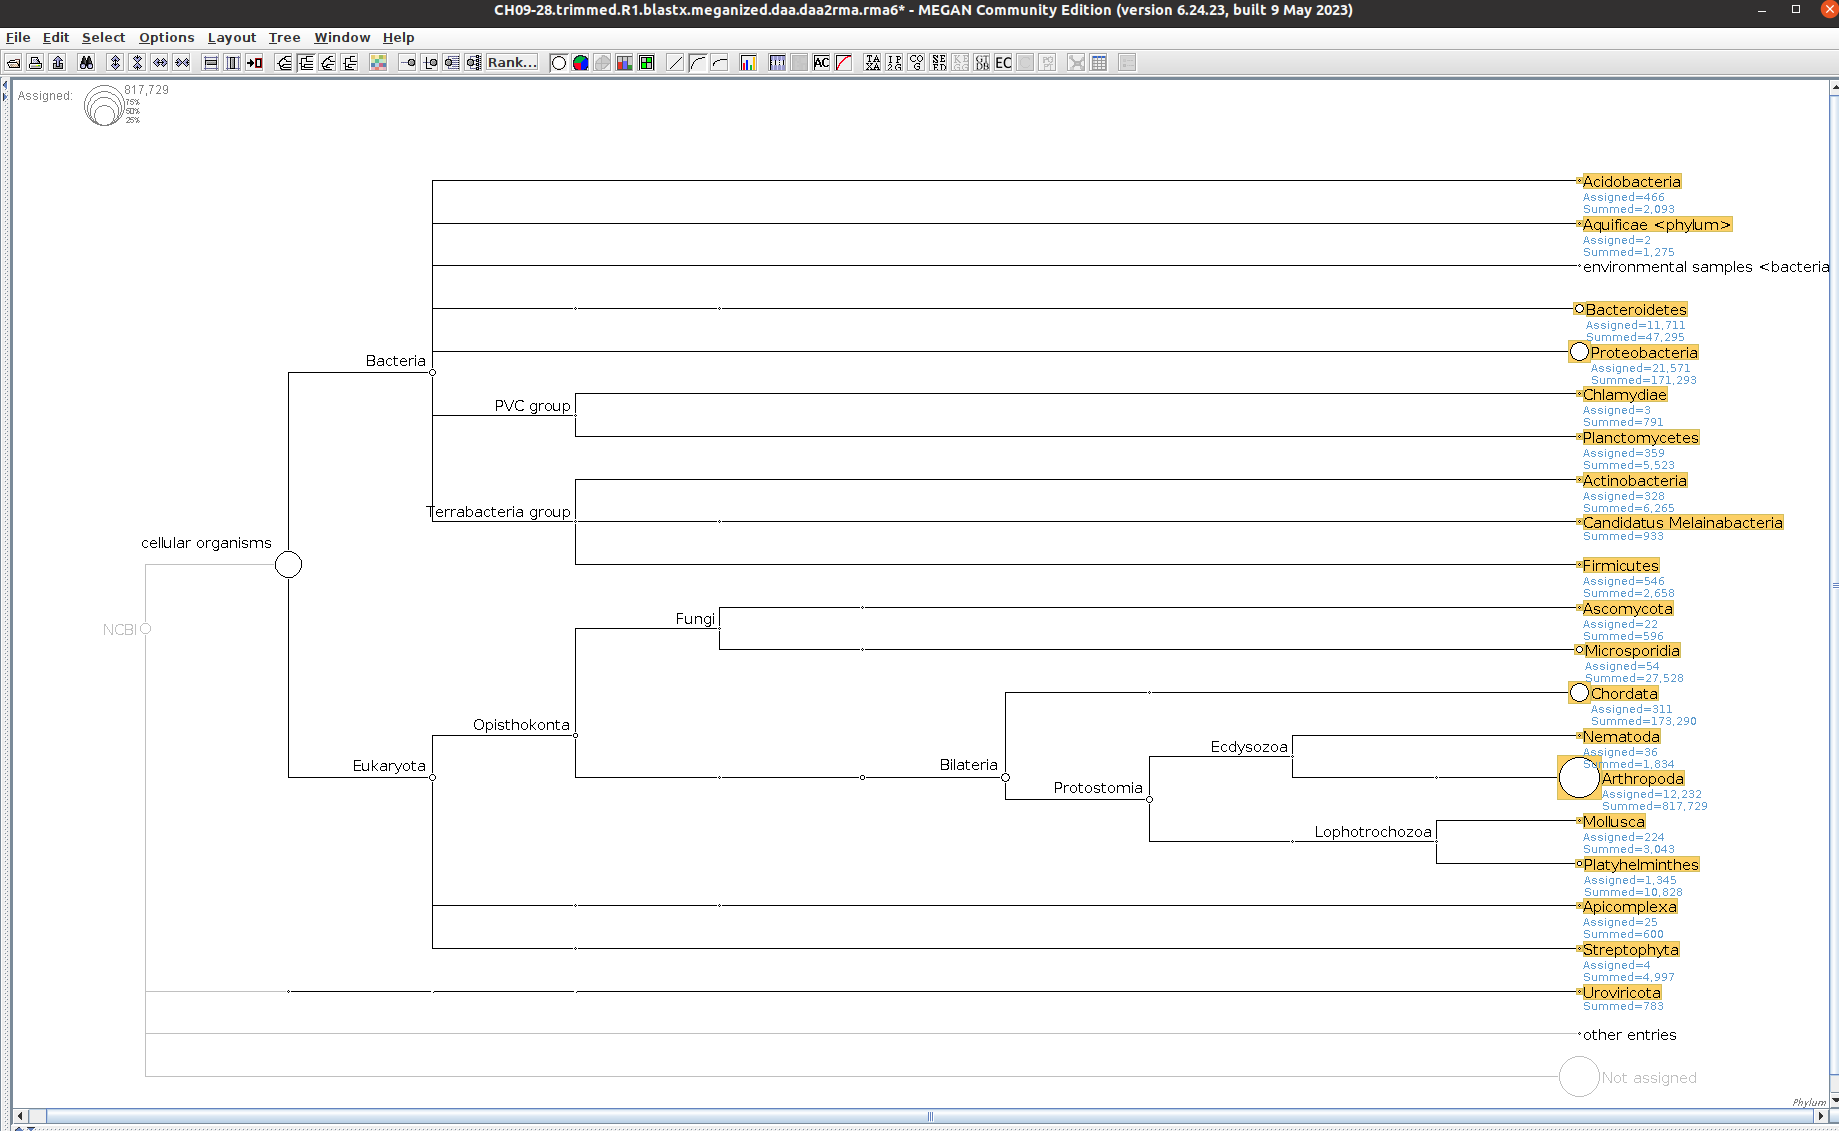 CH09-28.trimmed.R1.blastx.meganized.daa.daa2rma.rma6* - MEGAN Community Edition (version 6.24.23, built 9 May 2023)
File Edit Select Options Layout Tree Window Help
Rank...
AC
EC
Assigned:
817,729
75%
50%
25%
Acidobacteria
Assigned=466
Summed=2,093
Aquificae <phylum>
Assigned=2
Summed=1,275
environmental samples <bacteria
Bacteroidetes
Assigned=11,711
Summed=47,295
Bacteria
Proteobacteria
Assigned=21,571
Summed=171,293
PVC group
Chlamydiae
Assigned=3
Summed=791
Planctomycetes
Assigned=359
Summed=5,523
Actinobacteria
Assigned=328
Summed=6,265
Terrabacteria group
Candidatus Melainabacteria
Summed=933
cellular organisms
Firmicutes
Assigned=546
Summed=2,658
Fungi
Ascomycota
Assigned=22
Summed=596
NCBI
Microsporidia
Assigned=54
Summed=27,528
Chordata
Assigned=311
Summed=173,290
Opisthokonta
Nematoda
Assigned=36
Summed=1,834
Ecdysozoa
Eukaryota
Bilateria
Arthropoda
Assigned=12,232
Summed=817,729
Protostomia
Mollusca
Assigned=224
Summed=3,043
Lophotrochozoa
Platyhelminthes
Assigned=1,345
Summed=10,828
Apicomplexa
Assigned=25
Summed=600
Streptophyta
Assigned=4
Summed=4,997
Uroviricota
Summed=783
other entries
Not assigned
Phylum